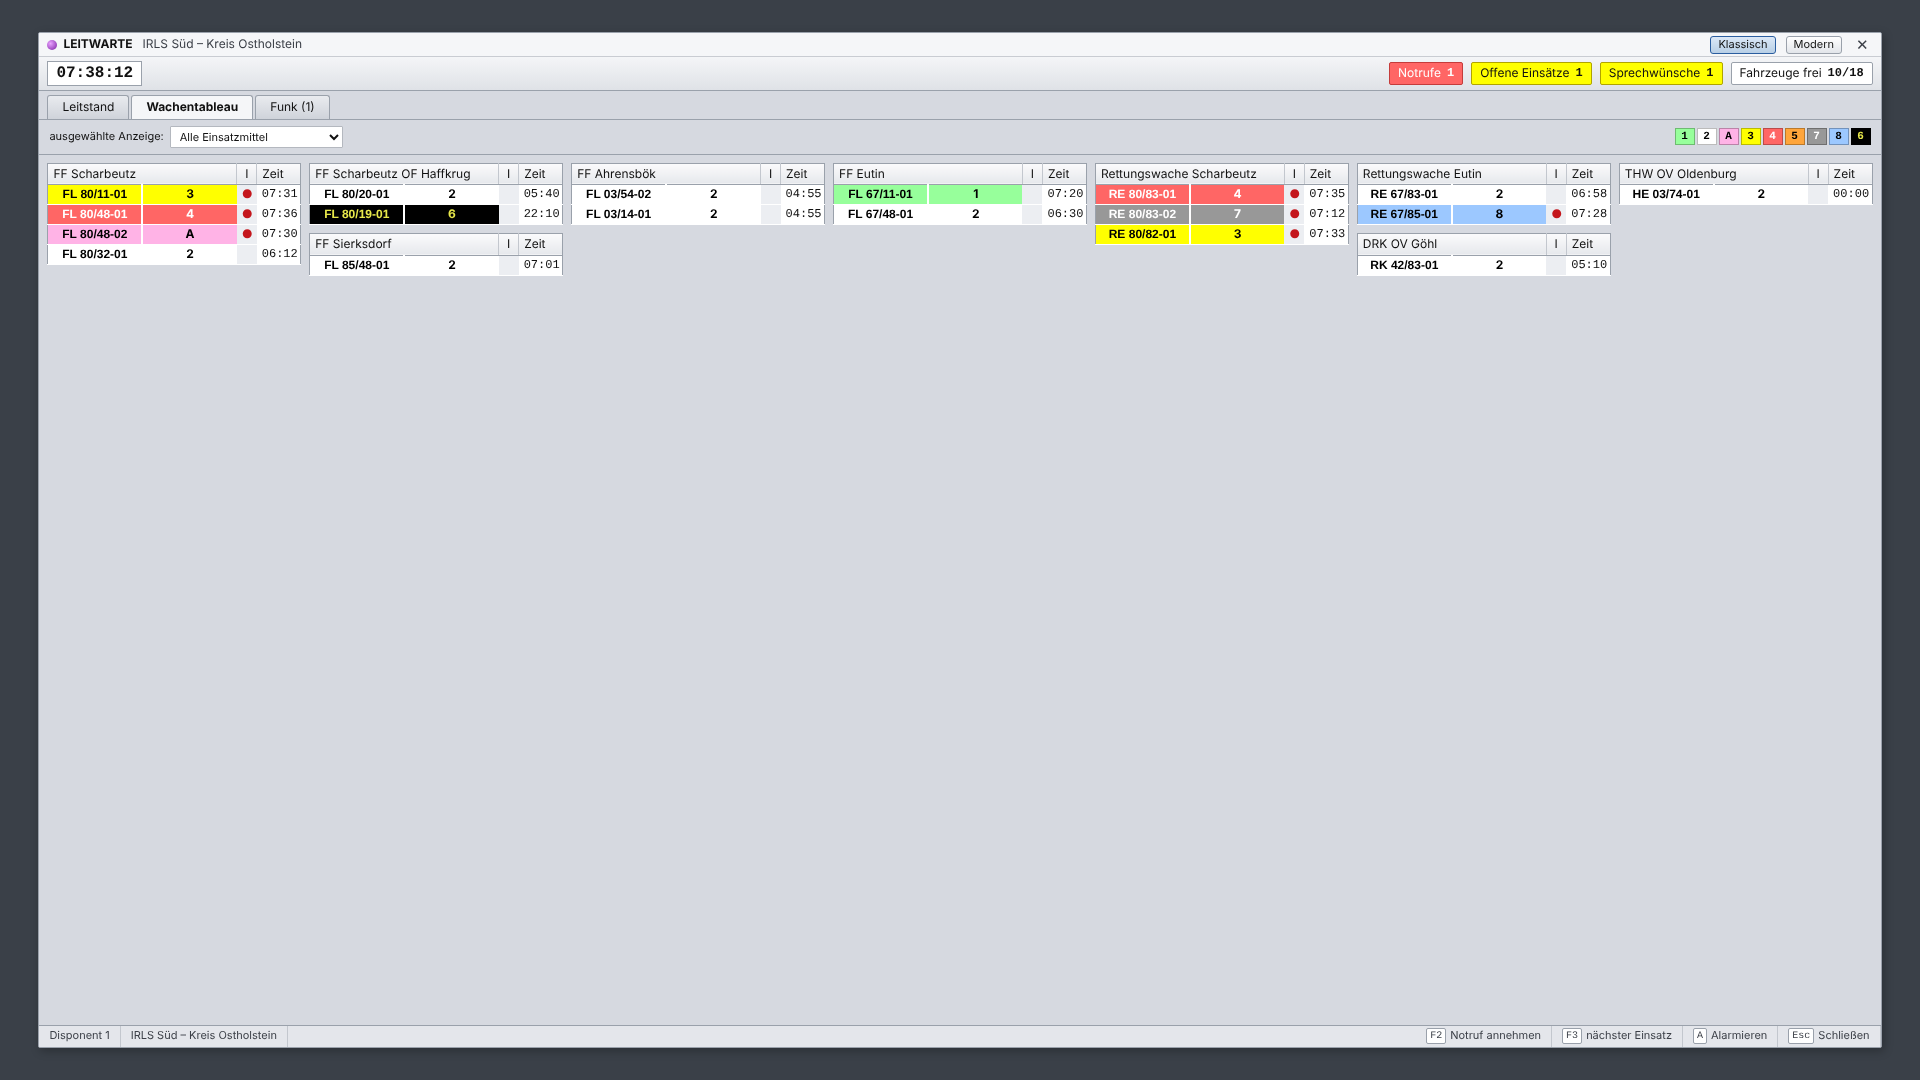 LEITWARTE IRLS Süd – Kreis Ostholstein Klassisch Modern ✕
07:38:12 Notrufe 1 Offene Einsätze 1 Sprechwünsche 1 Fahrzeuge frei 10/18
Leitstand Wachentableau Funk (1)
ausgewählte Anzeige: Alle Einsatzmittel 1 2 A 3 4 5 7 8 6
FF Scharbeutz I Zeit
FL 80/11-01 3 07:31
FL 80/48-01 4 07:36
FL 80/48-02 A 07:30
FL 80/32-01 2 06:12
FF Scharbeutz OF Haffkrug I Zeit
FL 80/20-01 2 05:40
FL 80/19-01 6 22:10
FF Sierksdorf I Zeit
FL 85/48-01 2 07:01
FF Ahrensbök I Zeit
FL 03/54-02 2 04:55
FL 03/14-01 2 04:55
FF Eutin I Zeit
FL 67/11-01 1 07:20
FL 67/48-01 2 06:30
Rettungswache Scharbeutz I Zeit
RE 80/83-01 4 07:35
RE 80/83-02 7 07:12
RE 80/82-01 3 07:33
Rettungswache Eutin I Zeit
RE 67/83-01 2 06:58
RE 67/85-01 8 07:28
DRK OV Göhl I Zeit
RK 42/83-01 2 05:10
THW OV Oldenburg I Zeit
HE 03/74-01 2 00:00
Disponent 1 IRLS Süd – Kreis Ostholstein F2 Notruf annehmen F3 nächster Einsatz A Alarmieren Esc Schließen